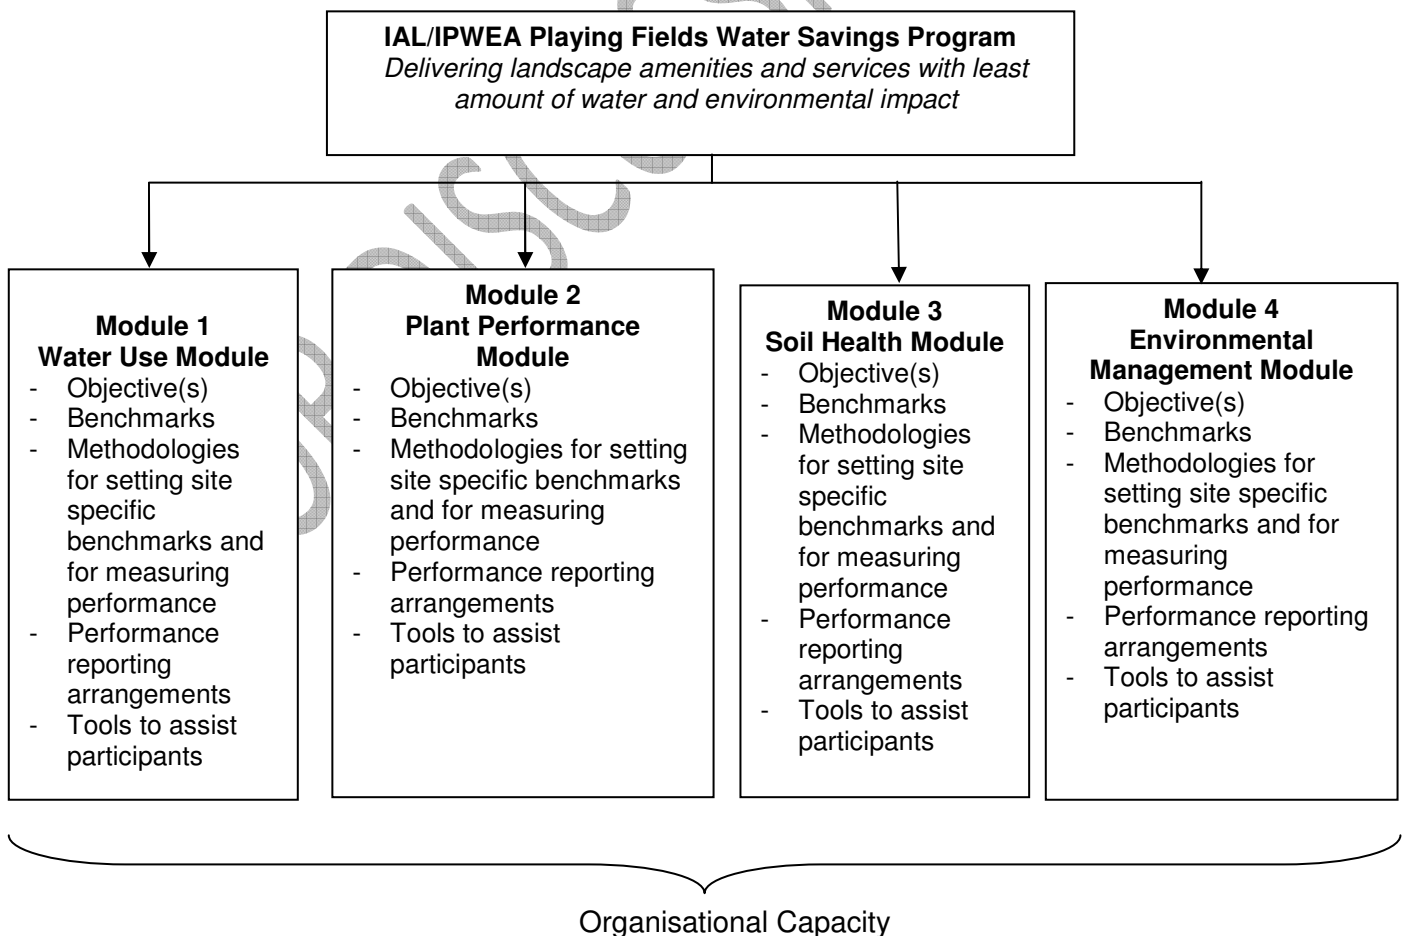 IAL/IPWEA Playing Fields Water Savings Program
Delivering landscape amenities and services with least
amount of water and environmental impact
Module 1
Water Use Module
- Objective(s)
- Benchmarks
- Methodologies
for setting site
specific
benchmarks and
for measuring
performance
- Performance
reporting
arrangements
- Tools to assist
participants
Module 2
Plant Performance
Module
- Objective(s)
- Benchmarks
- Methodologies for setting
site specific benchmarks
and for measuring
performance
- Performance reporting
arrangements
- Tools to assist
participants
Module 3
Soil Health Module
- Objective(s)
- Benchmarks
- Methodologies
for setting site
specific
benchmarks and
for measuring
performance
- Performance
reporting
arrangements
- Tools to assist
participants
Module 4
Environmental
Management Module
- Objective(s)
- Benchmarks
- Methodologies for
setting site specific
benchmarks and for
measuring
performance
- Performance reporting
arrangements
- Tools to assist
participants
Organisational Capacity